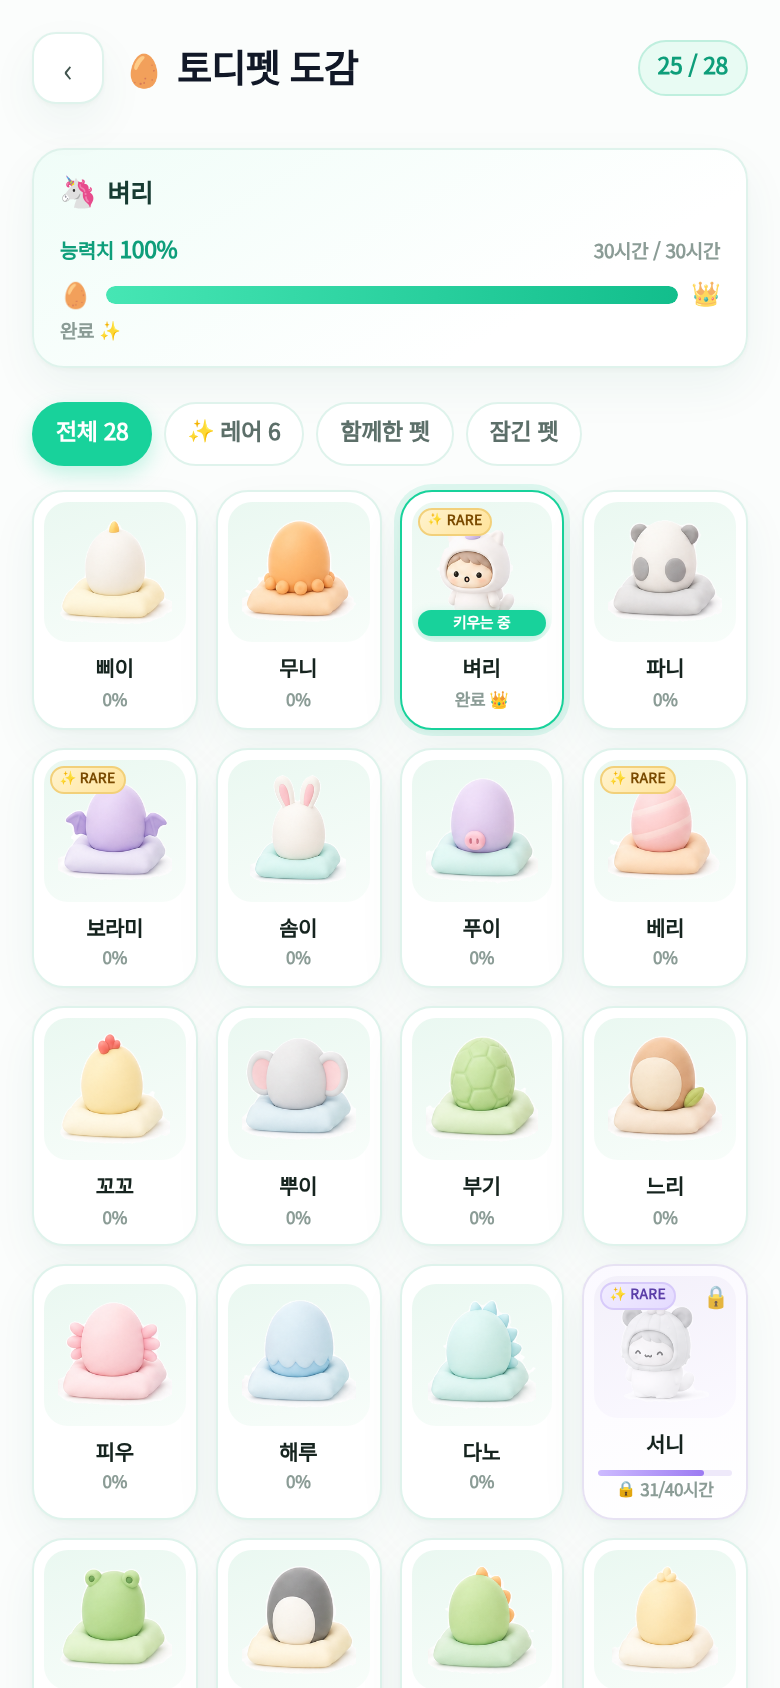 토디펫 도감
25 / 28
벼리
능력치 100%
30시간 / 30시간
완료
전체 28
레어 6
함께한 펫
잠긴 펫
삐이
0%
무니
0%
RARE
키우는 중
벼리
완료
파니
0%
RARE
보라미
0%
솜이
0%
푸이
0%
RARE
베리
0%
꼬꼬
0%
뿌이
0%
부기
0%
느리
0%
피우
0%
해루
0%
다노
0%
RARE
서니
31/40시간